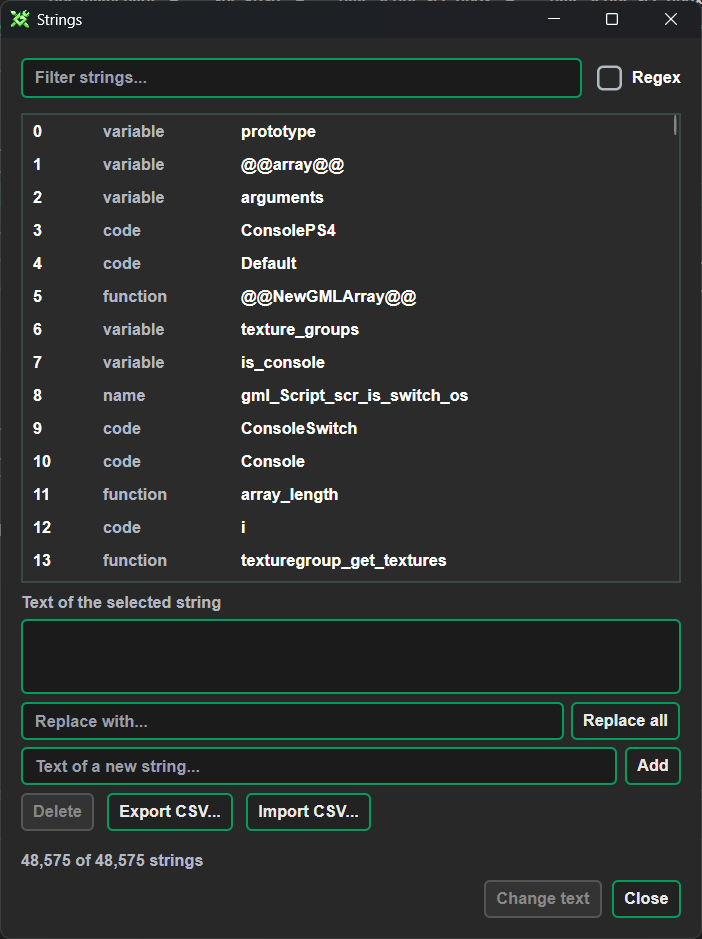 Strings
Filter strings... Regex
0 variable prototype
1 variable @@array@@
2 variable arguments
3 code ConsolePS4
4 code Default
5 function @@NewGMLArray@@
6 variable texture_groups
7 variable is_console
8 name gml_Script_scr_is_switch_os
9 code ConsoleSwitch
10 code Console
11 function array_length
12 code i
13 function texturegroup_get_textures
Text of the selected string
Replace with... Replace all
Text of a new string... Add
Delete Export CSV... Import CSV...
48,575 of 48,575 strings
Change text Close